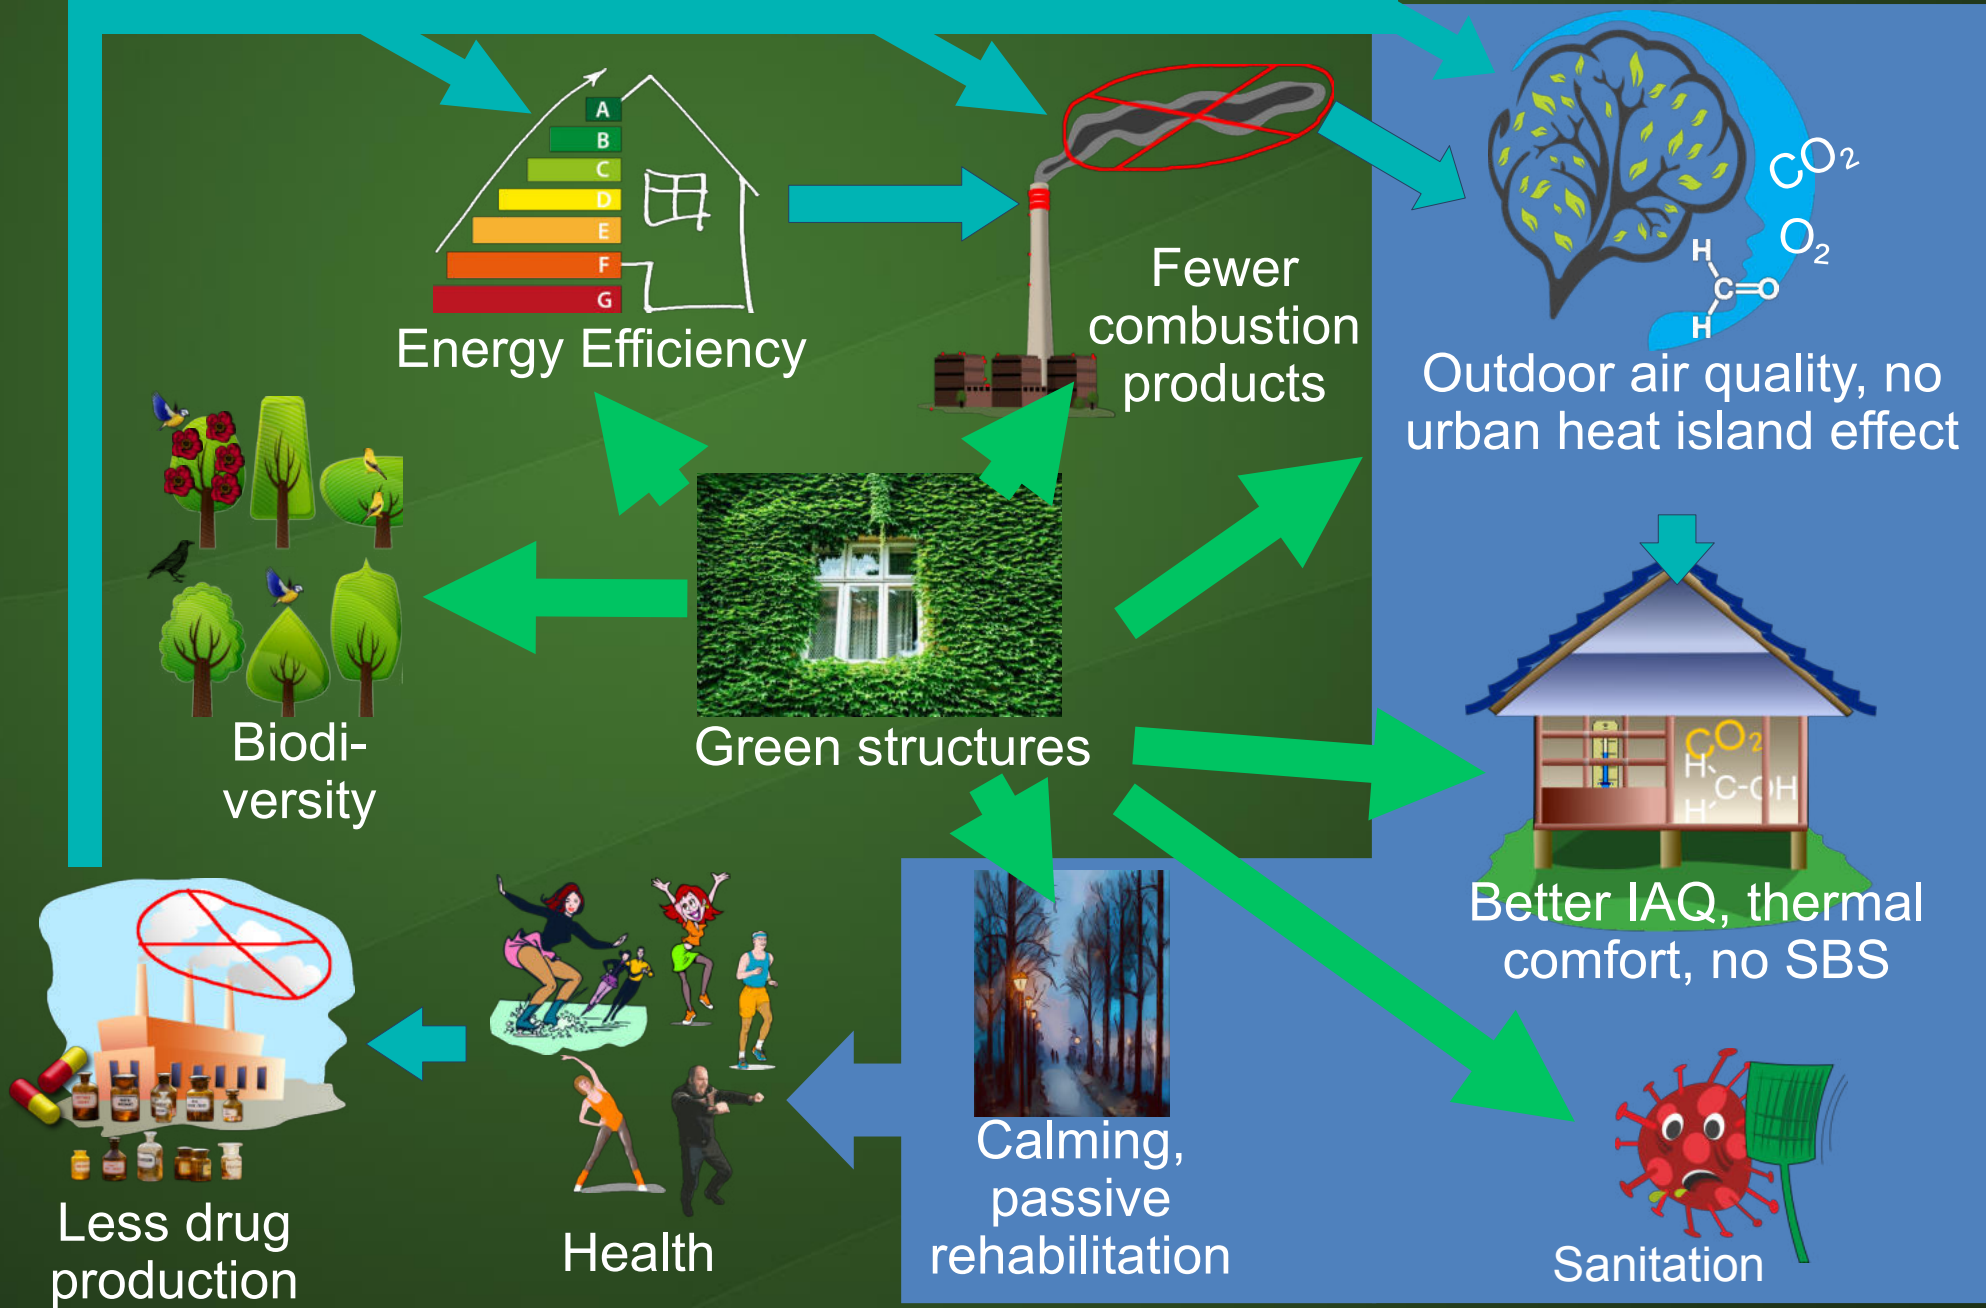 A
B
C
D
E
F
G
Energy Efficiency
Fewer
combustion
products
CO2
O2
H
C=O
H
Outdoor air quality, no
urban heat island effect
Biodi-
versity
Green structures
CO2
H
C-OH
H
Better IAQ, thermal
comfort, no SBS
Less drug
production
Health
Calming,
passive
rehabilitation
Sanitation